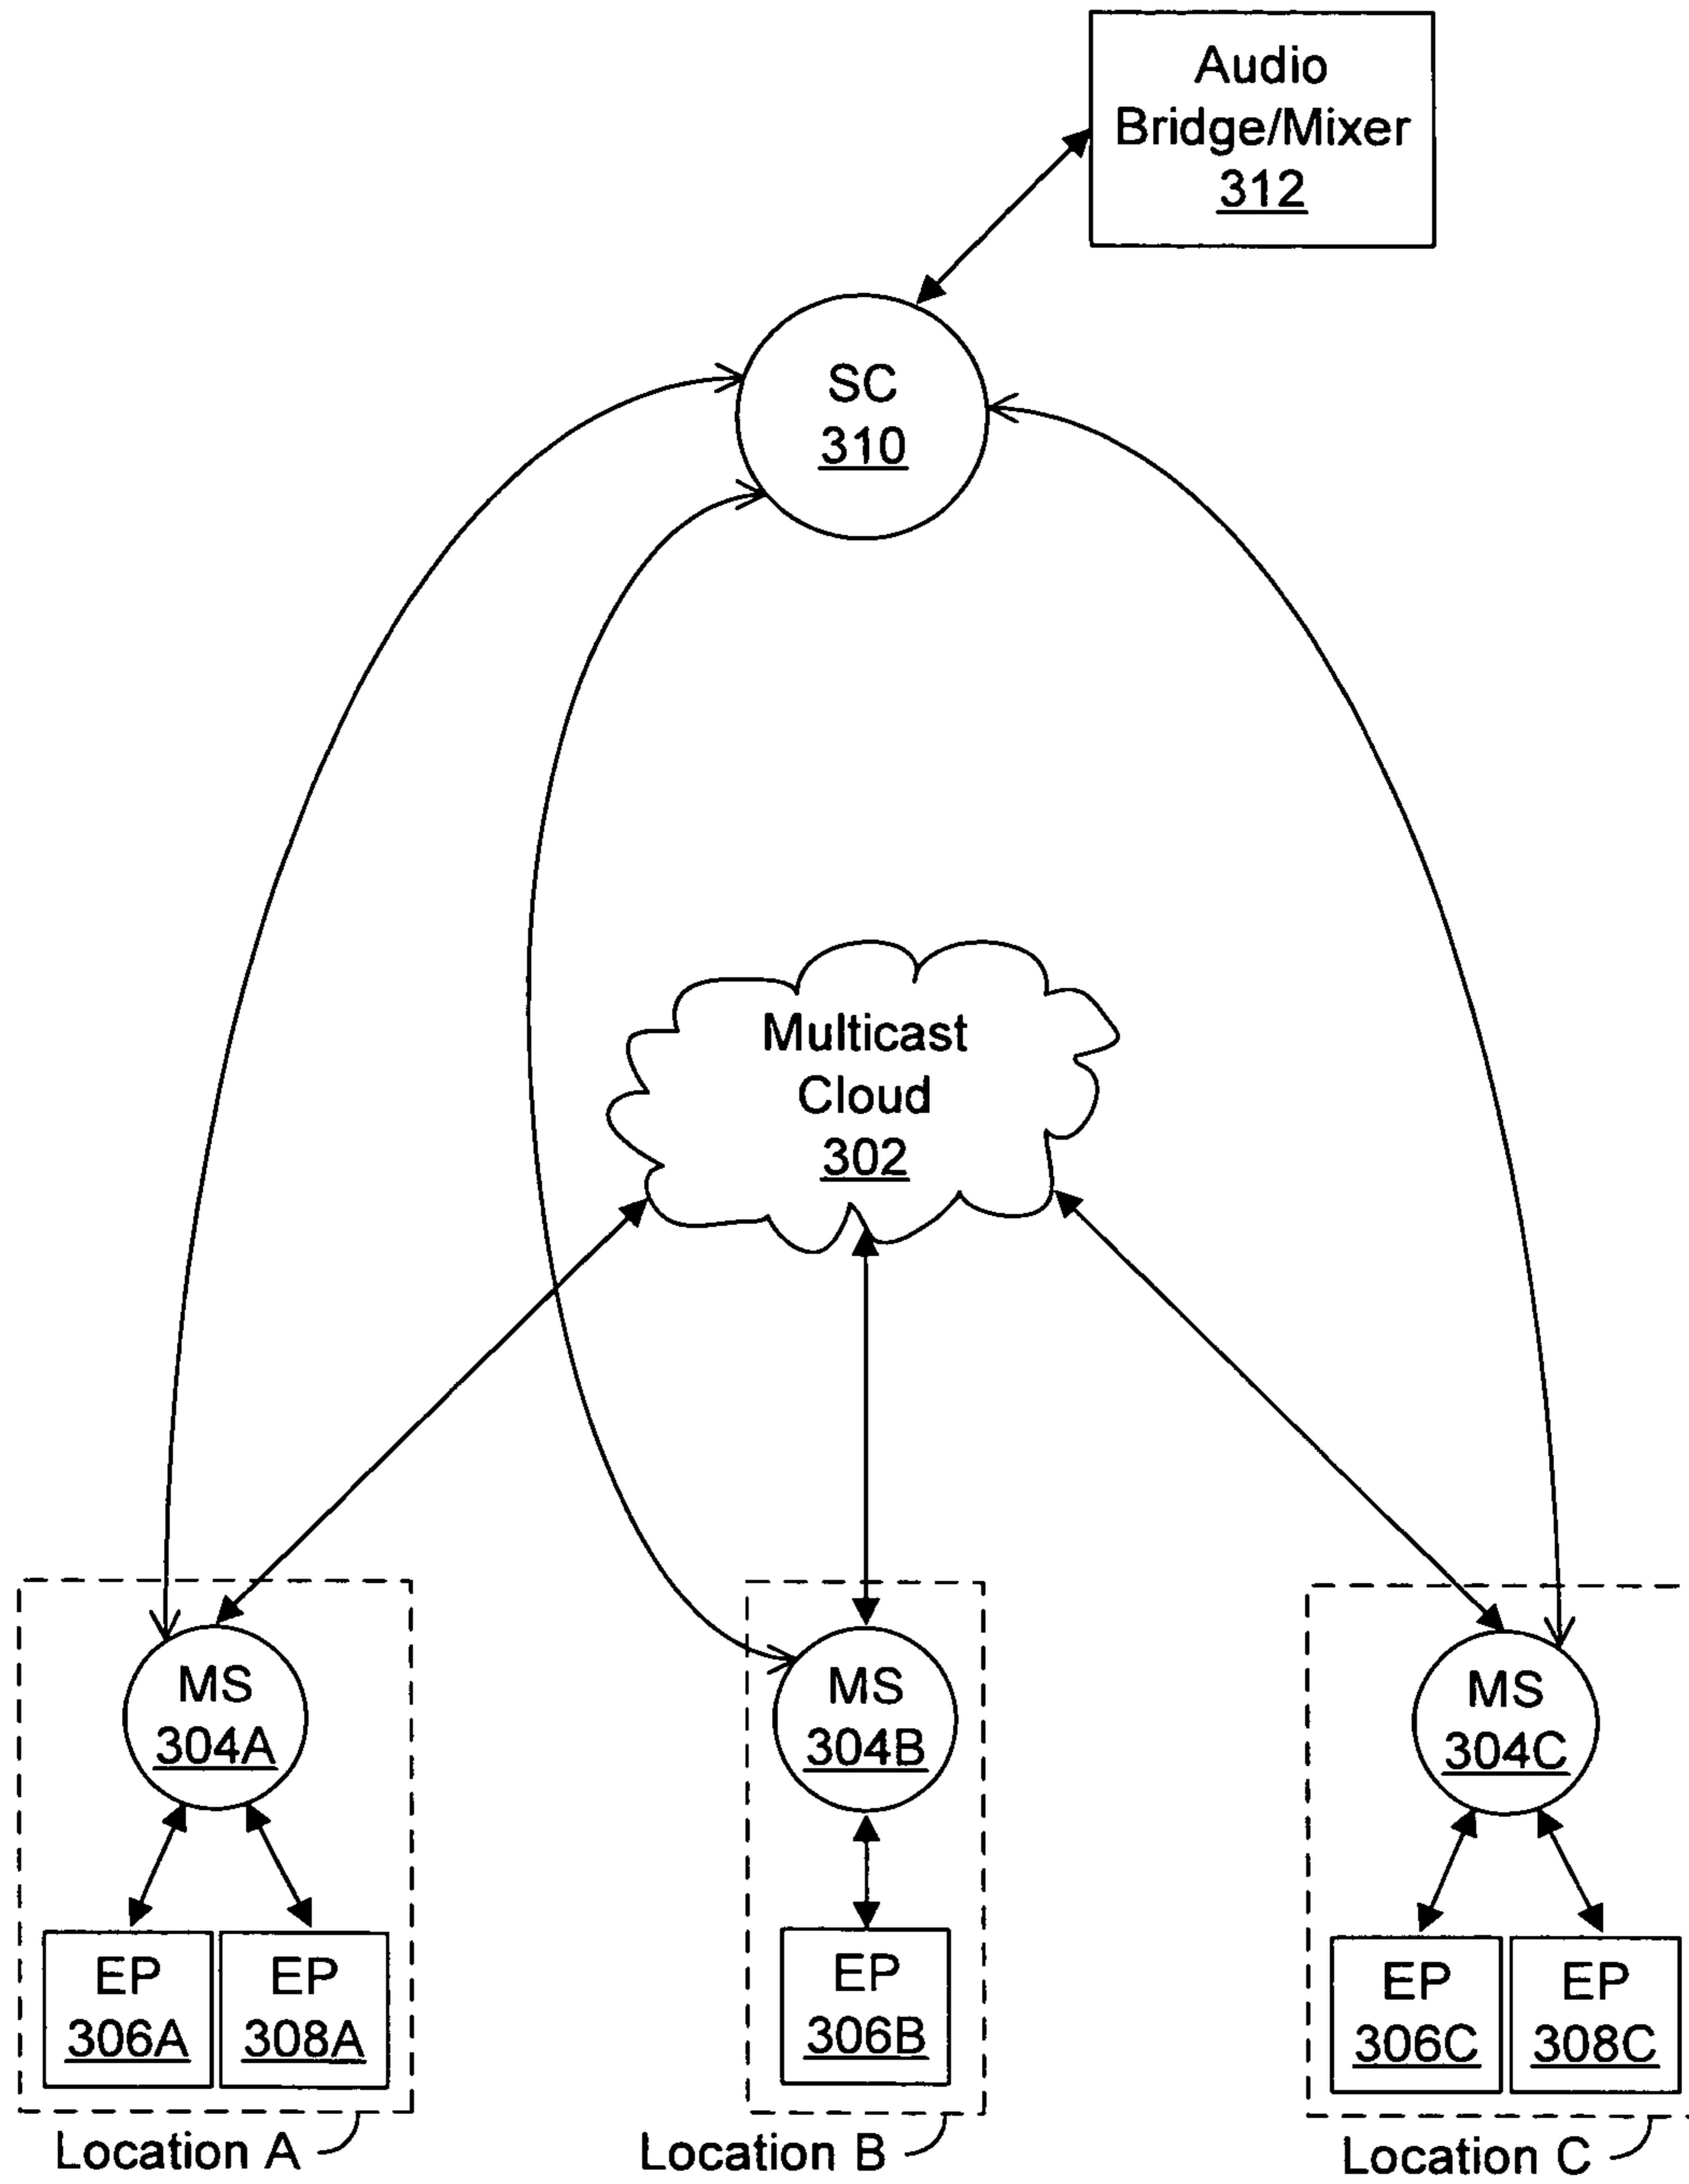 Audio
Bridge/Mixer
312
SC
310
Multicast
Cloud
302
MS
304A
MS
304B
MS
304C
EP
306A
EP
308A
EP
306B
EP
306C
EP
308C
Location A
Location B
Location C